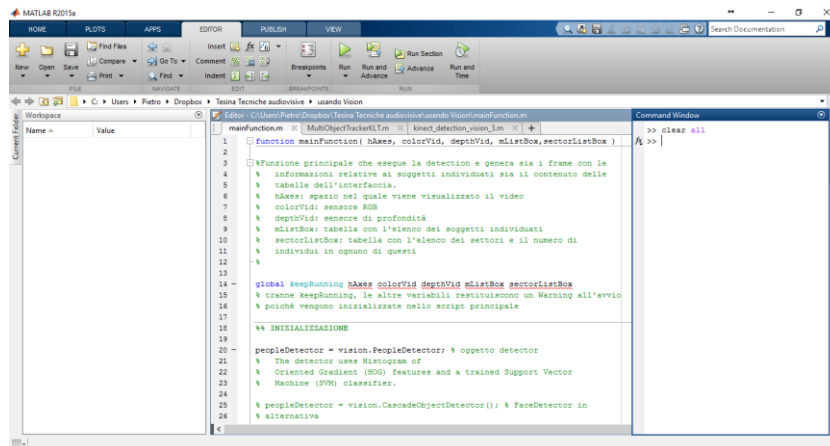 MATLAB R2015a
HOME PLOTS APPS EDITOR PUBLISH VIEW
Search Documentation
New Open Save Find Files Compare Print
Go To Find
Insert Comment Indent
Breakpoints Run Run and Advance Run Section Advance Run and Time
FILE NAVIGATE EDIT BREAKPOINTS RUN
C: Users Pietro Dropbox Tesina Tecniche audiovisive usando Vision
Current Folder
Workspace
Name Value
Editor - C:\Users\Pietro\Dropbox\Tesina Tecniche audiovisive\usando Vision\mainFunction.m
mainFunction.m MultiObjectTrackerKLT.m kinect_detection_vision_3.m
1 function mainFunction( hAxes, colorVid, depthVid, mListBox,sectorListBox )
2
3 %Funzione principale che esegue la detection e genera sia i frame con le
4 % informazioni relative ai soggetti individuati sia il contenuto delle
5 % tabelle dell'interfaccia.
6 % hAxes: spazio nel quale viene visualizzato il video
7 % colorVid: sensore RGB
8 % depthVid: sensore di profondità
9 % mListBox: tabella con l'elenco dei soggetti individuati
10 % sectorListBox: tabella con l'elenco dei settori e il numero di
11 % individui in ognuno di questi
12 %
13
14 global keepRunning hAxes colorVid depthVid mListBox sectorListBox
15 % tranne keepRunning, le altre variabili restituiscono un Warning all'avvio
16 % poichè vengono inizializzate nello script principale
17
18 %% INIZIALIZZAZIONE
19
20 peopleDetector = vision.PeopleDetector; % oggetto detector
21 % The detector uses Histogram of
22 % Oriented Gradient (HOG) features and a trained Support Vector
23 % Machine (SVM) classifier.
24
25 % peopleDetector = vision.CascadeObjectDetector(); % FaceDetector in
26 % alternativa
Command Window
>> clear all
fx >>